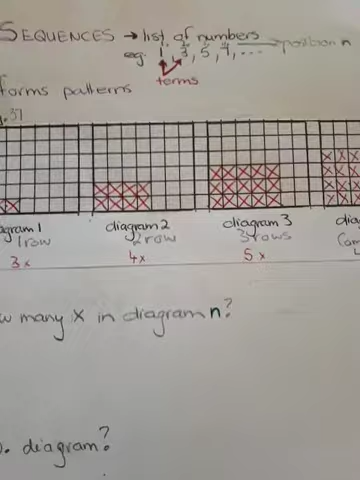 SEQUENCES → list of numbers
eg. 1, 3, 5, 7, ... → position n
terms
forms patterns
diagram 1 diagram 2 diagram 3
1 row 2 row 3 rows
3x 4x 5x
many x in diagram n?
diagram?